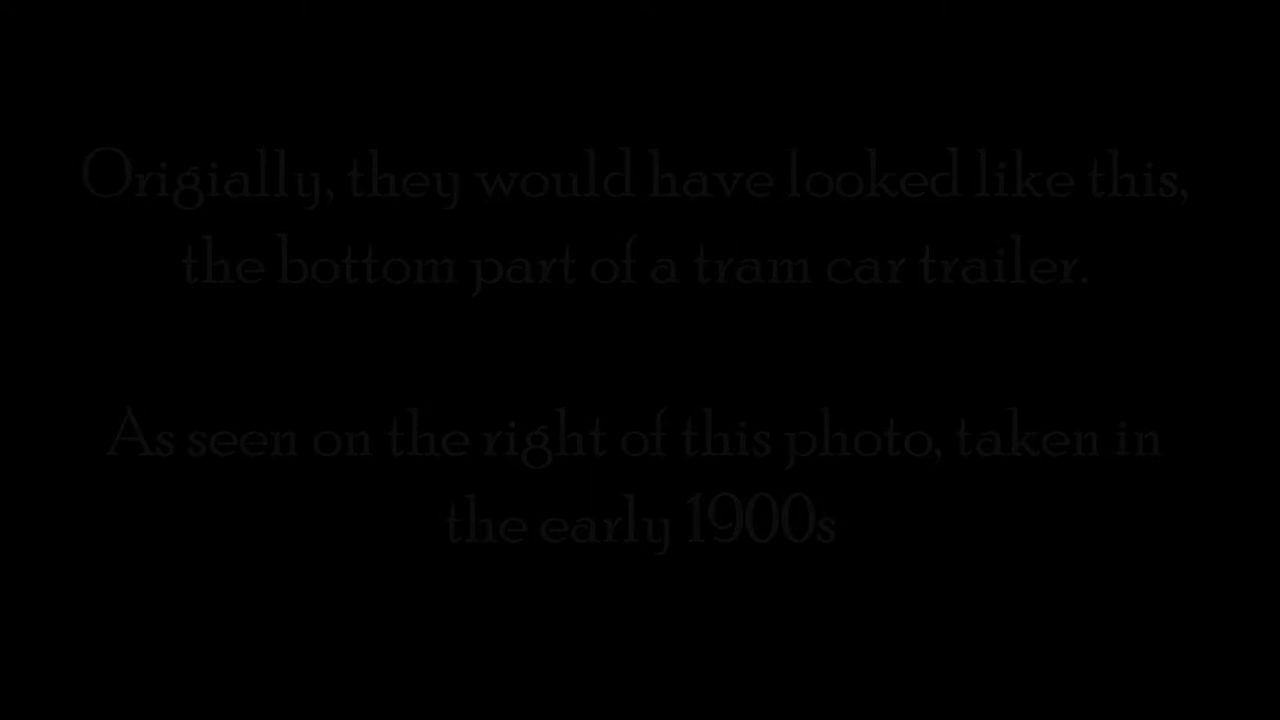 Origially, they would have looked like this,
the bottom part of a tram car trailer.
As seen on the right of this photo, taken in
the early 1900s